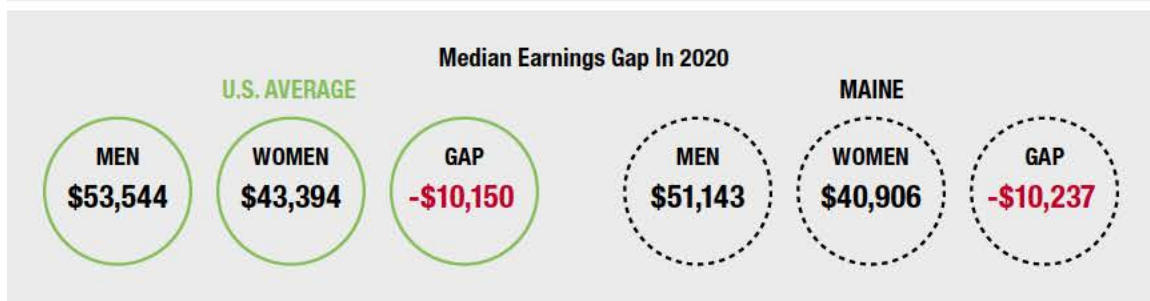 Median Earnings Gap In 2020
U.S. AVERAGE
MEN
$53,544
WOMEN
$43,394
GAP
-$10,150
MAINE
MEN
$51,143
WOMEN
$40,906
GAP
-$10,237